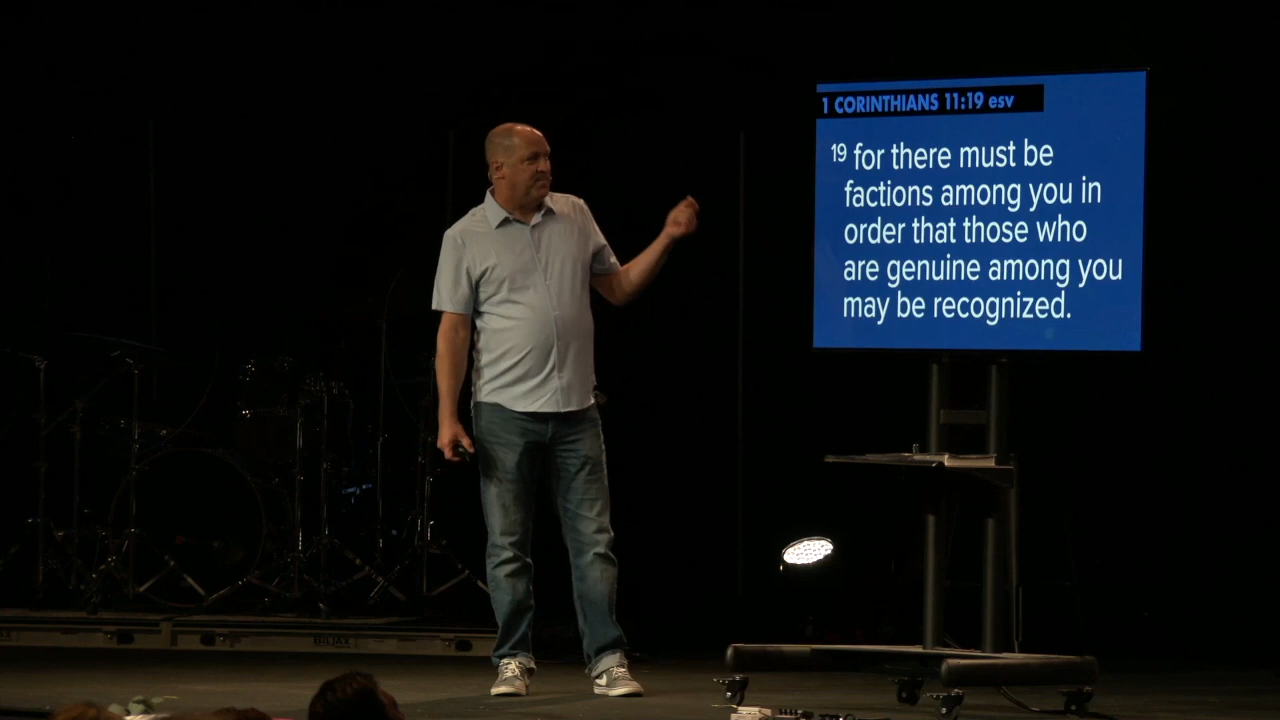 1 CORINTHIANS 11:19 esv
19 for there must be
factions among you in
order that those who
are genuine among you
may be recognized.
BILJAX